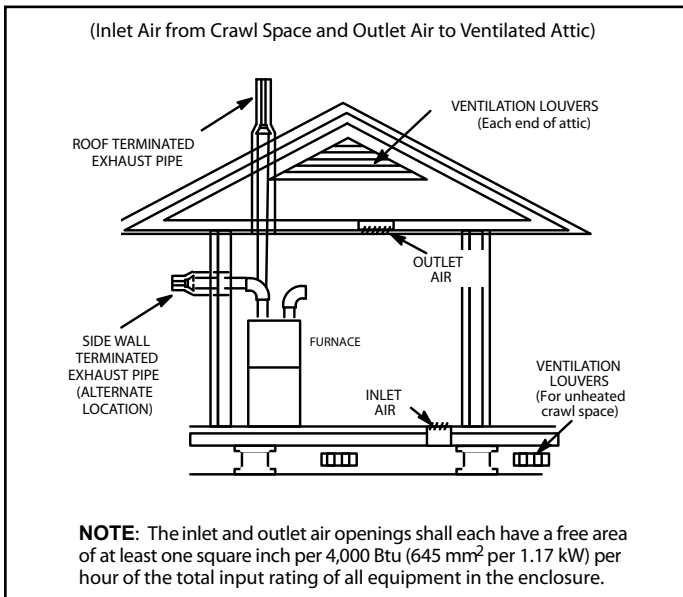 (Inlet Air from Crawl Space and Outlet Air to Ventilated Attic)
VENTILATION LOUVERS
(Each end of attic)
ROOF TERMINATED
EXHAUST PIPE
OUTLET
AIR
SIDE WALL
TERMINATED
EXHAUST PIPE
(ALTERNATE
LOCATION)
FURNACE
INLET
AIR
VENTILATION
LOUVERS
(For unheated
crawl space)
NOTE: The inlet and outlet air openings shall each have a free area
of at least one square inch per 4,000 Btu (645 mm² per 1.17 kW) per
hour of the total input rating of all equipment in the enclosure.